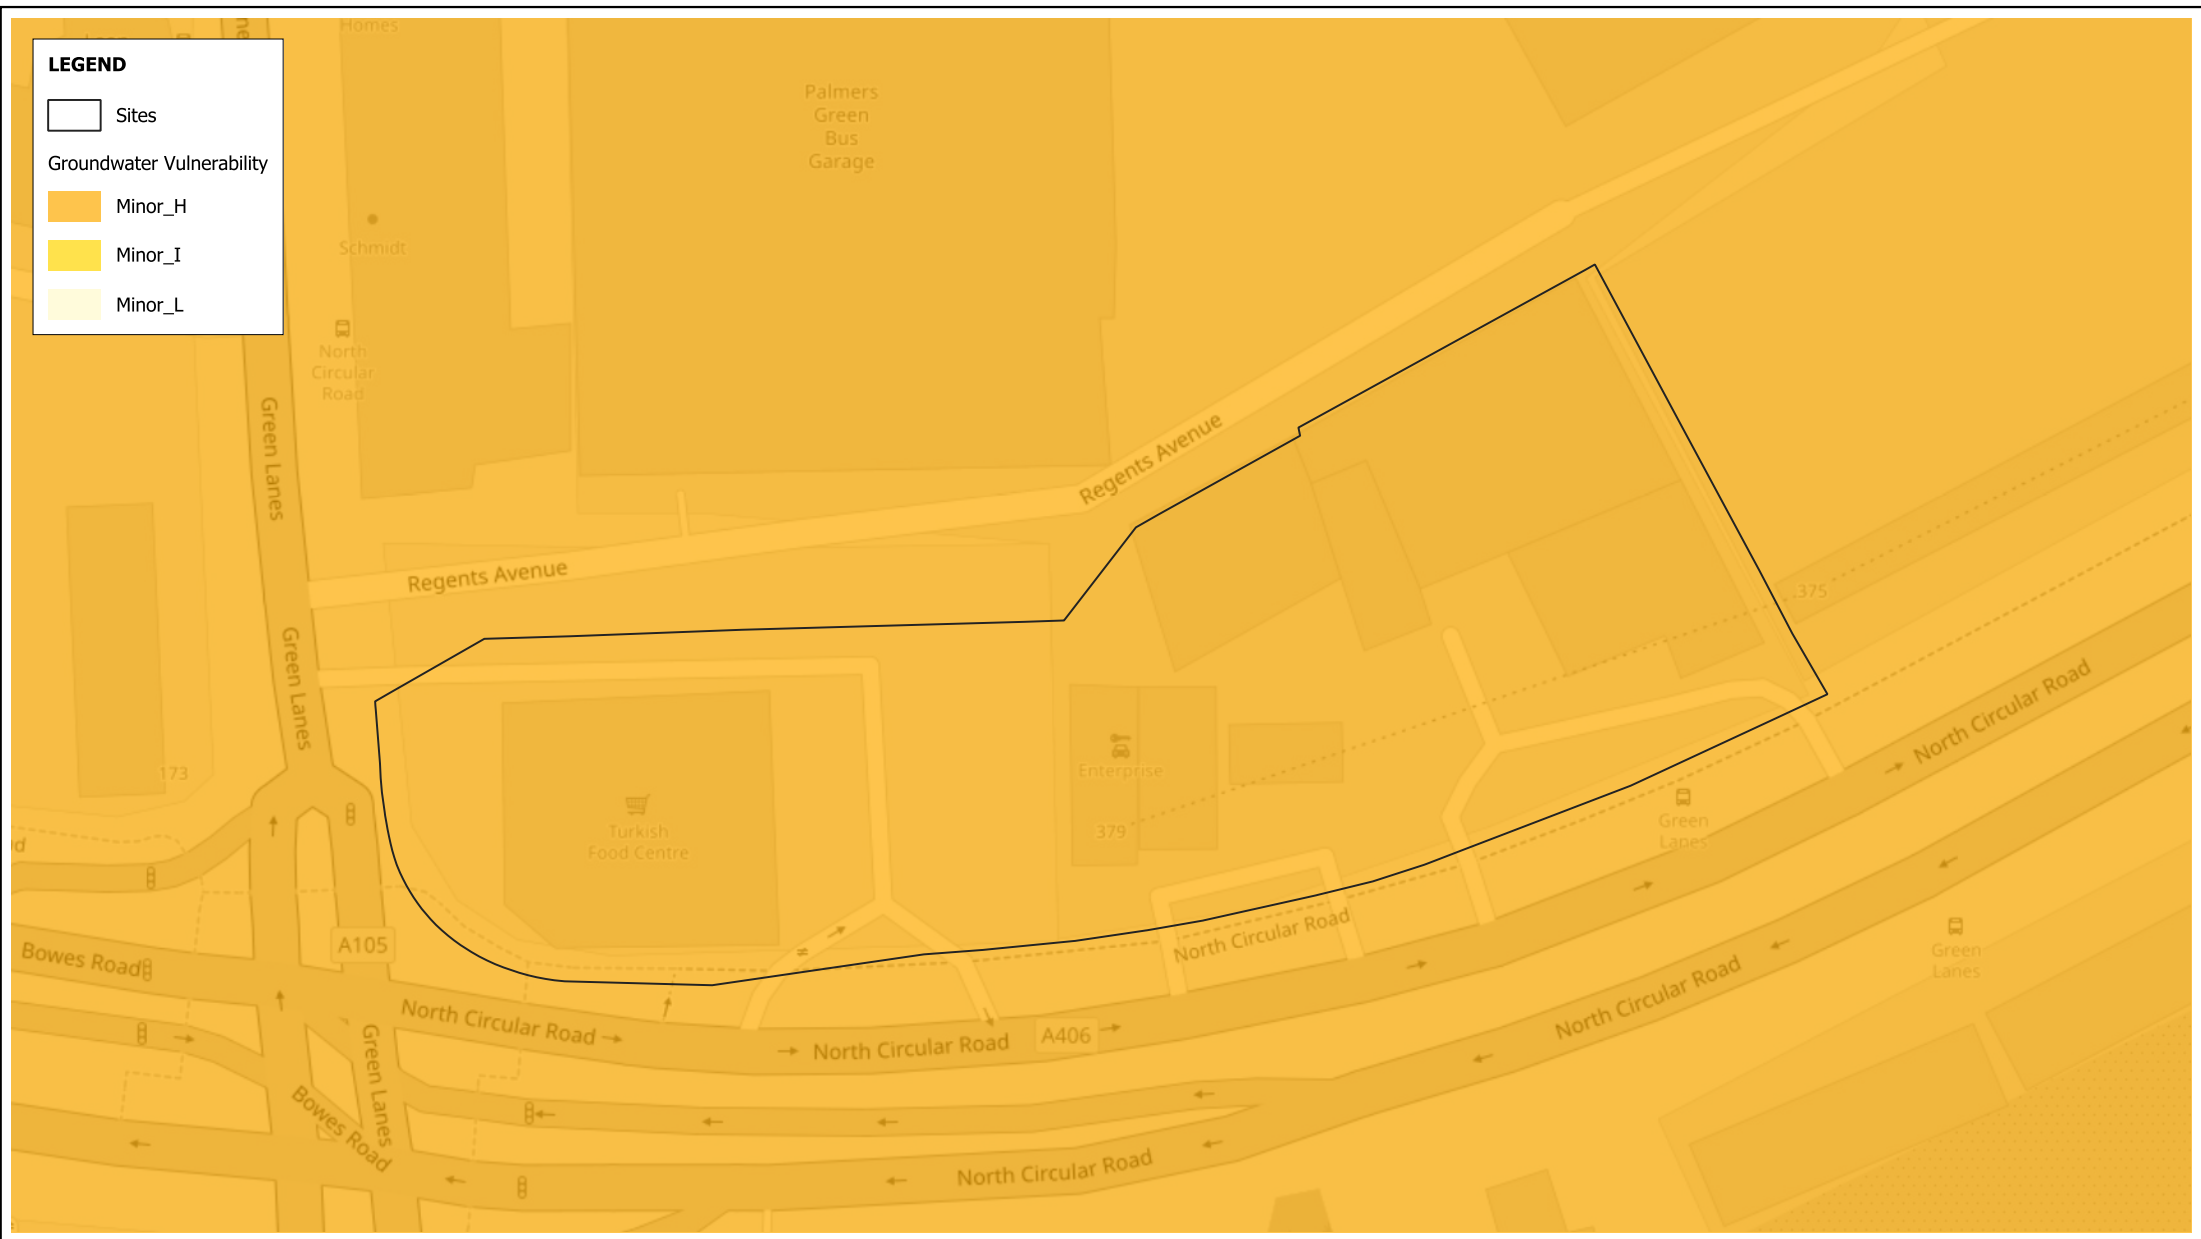 LEGEND
Sites
Groundwater Vulnerability
Minor_H
Minor_I
Minor_L
Homes
Palmers
Green
Bus
Garage
Schmidt
North
Circular
Road
Green Lanes
Regents Avenue
Regents Avenue
Green Lanes
375
North Circular Road
173
Enterprise
379
Turkish
Food Centre
Green
Lanes
A105
Bowes Road
North Circular Road
North Circular Road
North Circular Road
A406
Green
Lanes
North Circular Road
Green Lanes
Bowes Road
North Circular Road